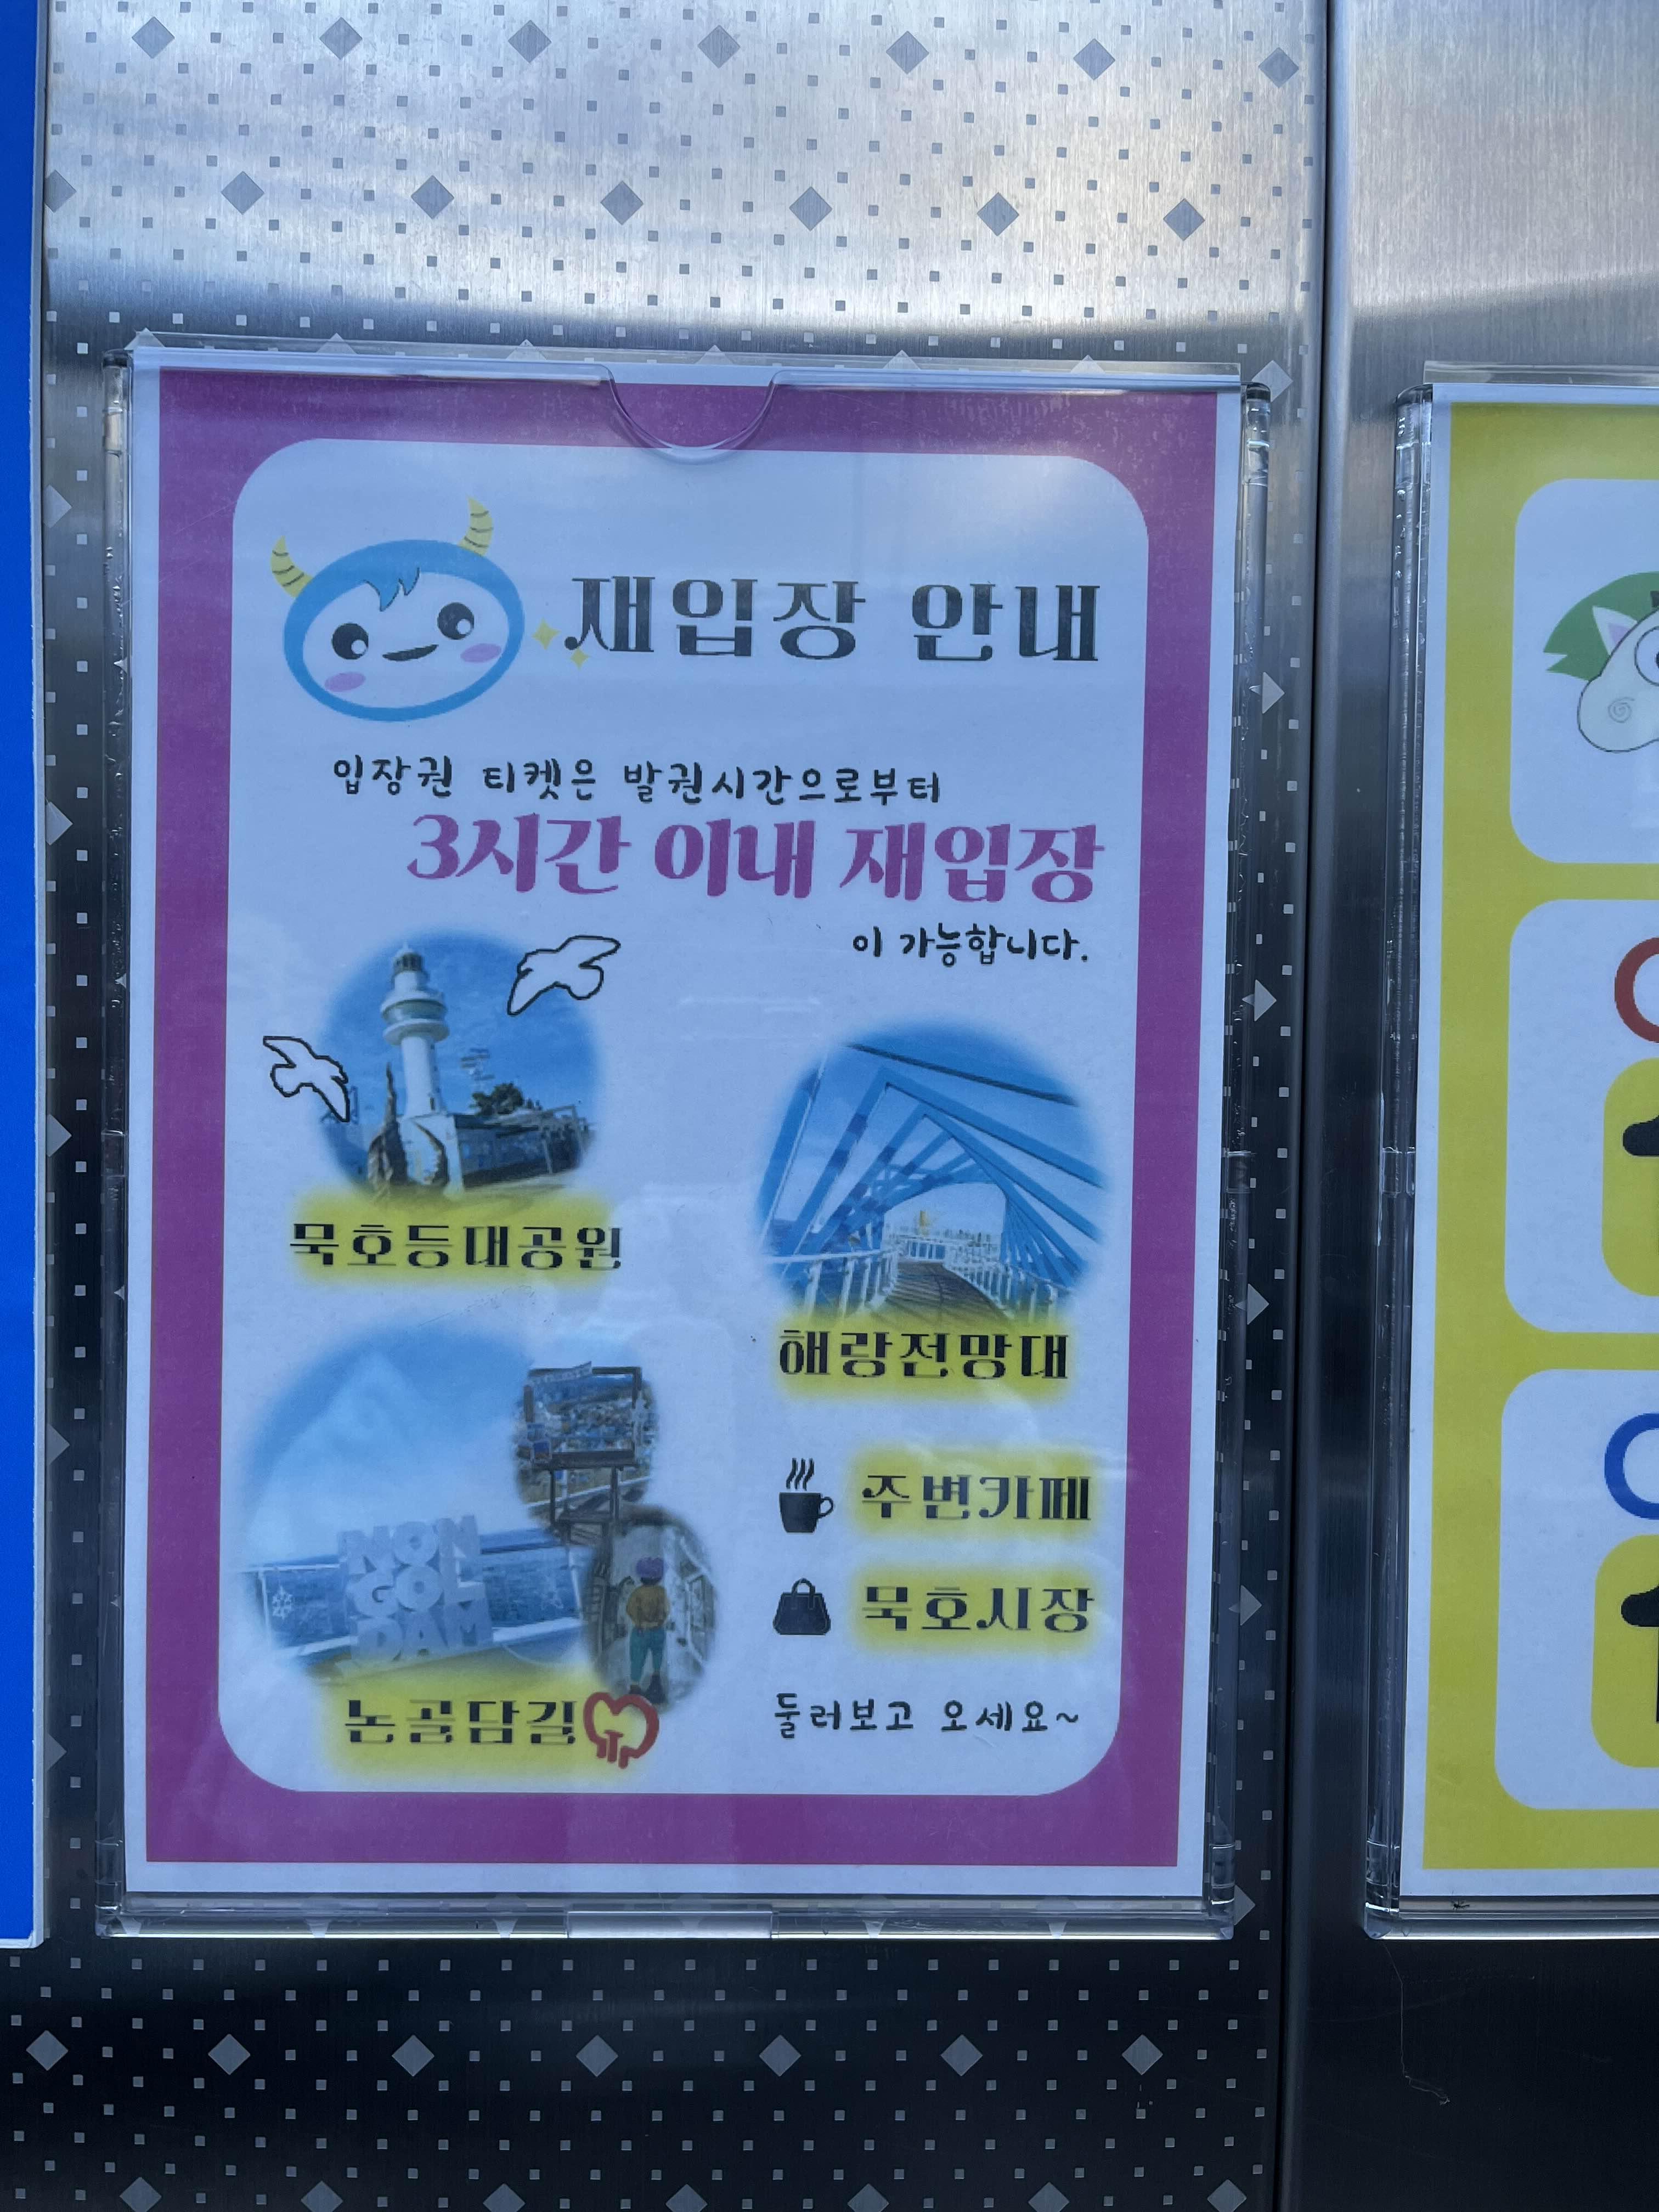 재입장 안내
입장권 티켓은 발권시간으로부터
3시간 이내 재입장
이 가능합니다.
묵호등대공원
해랑전망대
NON
GOL
DAM
논골담길
주변카페
묵호시장
둘러보고 오세요~